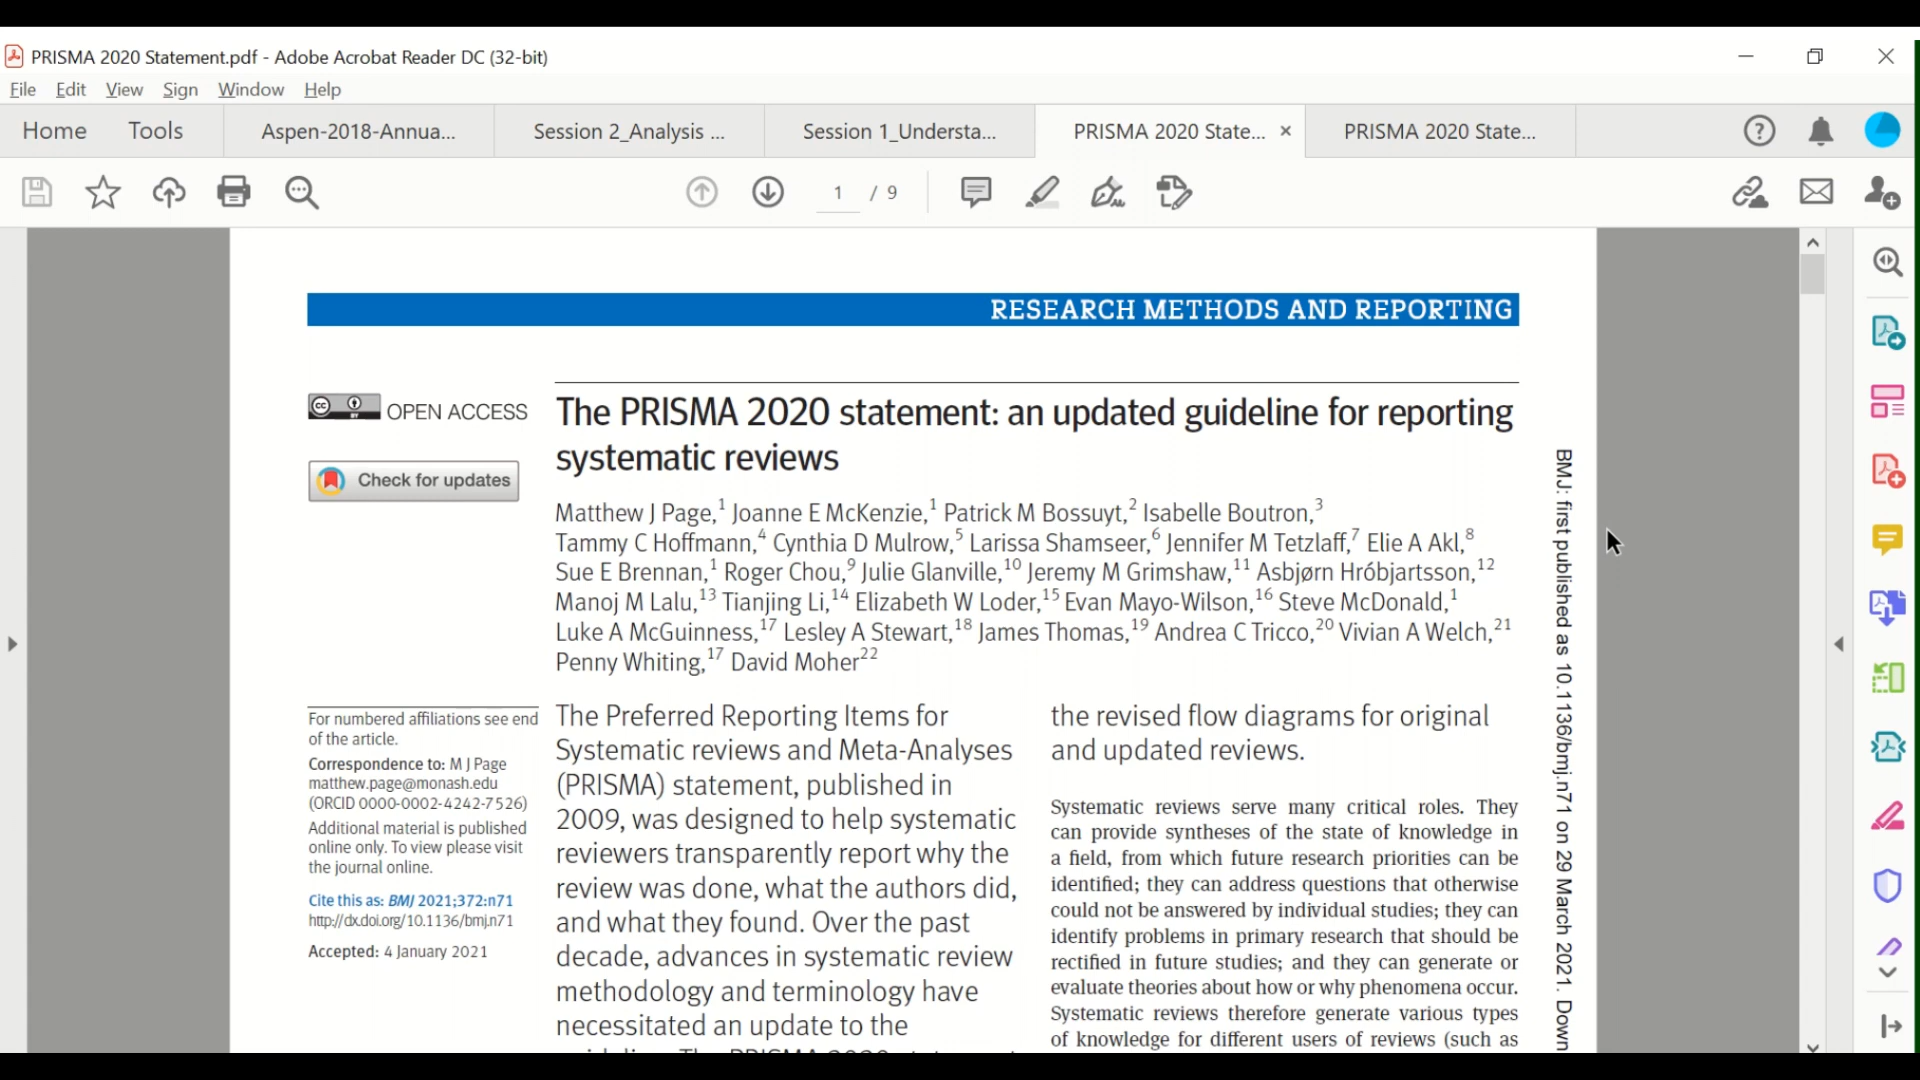 PRISMA 2020 Statement.pdf - Adobe Acrobat Reader DC (32-bit)
File Edit View Sign Window Help
Home Tools Aspen-2018-Annua... Session 2_Analysis ... Session 1_Understa... PRISMA 2020 State... × PRISMA 2020 State...
1 / 9
RESEARCH METHODS AND REPORTING
OPEN ACCESS
Check for updates
The PRISMA 2020 statement: an updated guideline for reporting
systematic reviews
Matthew J Page,1 Joanne E McKenzie,1 Patrick M Bossuyt,2 Isabelle Boutron,3
Tammy C Hoffmann,4 Cynthia D Mulrow,5 Larissa Shamseer,6 Jennifer M Tetzlaff,7 Elie A Akl,8
Sue E Brennan,1 Roger Chou,9 Julie Glanville,10 Jeremy M Grimshaw,11 Asbjørn Hróbjartsson,12
Manoj M Lalu,13 Tianjing Li,14 Elizabeth W Loder,15 Evan Mayo-Wilson,16 Steve McDonald,1
Luke A McGuinness,17 Lesley A Stewart,18 James Thomas,19 Andrea C Tricco,20 Vivian A Welch,21
Penny Whiting,17 David Moher22
For numbered affiliations see end
of the article.
Correspondence to: M J Page
matthew.page@monash.edu
(ORCID 0000-0002-4242-7526)
Additional material is published
online only. To view please visit
the journal online.
Cite this as: BMJ 2021;372:n71
http://dx.doi.org/10.1136/bmj.n71
Accepted: 4 January 2021
The Preferred Reporting Items for
Systematic reviews and Meta-Analyses
(PRISMA) statement, published in
2009, was designed to help systematic
reviewers transparently report why the
review was done, what the authors did,
and what they found. Over the past
decade, advances in systematic review
methodology and terminology have
necessitated an update to the
the revised flow diagrams for original
and updated reviews.
Systematic reviews serve many critical roles. They
can provide syntheses of the state of knowledge in
a field, from which future research priorities can be
identified; they can address questions that otherwise
could not be answered by individual studies; they can
identify problems in primary research that should be
rectified in future studies; and they can generate or
evaluate theories about how or why phenomena occur.
Systematic reviews therefore generate various types
of knowledge for different users of reviews (such as
BMJ: first published as 10.1136/bmj.n71 on 29 March 2021. Down